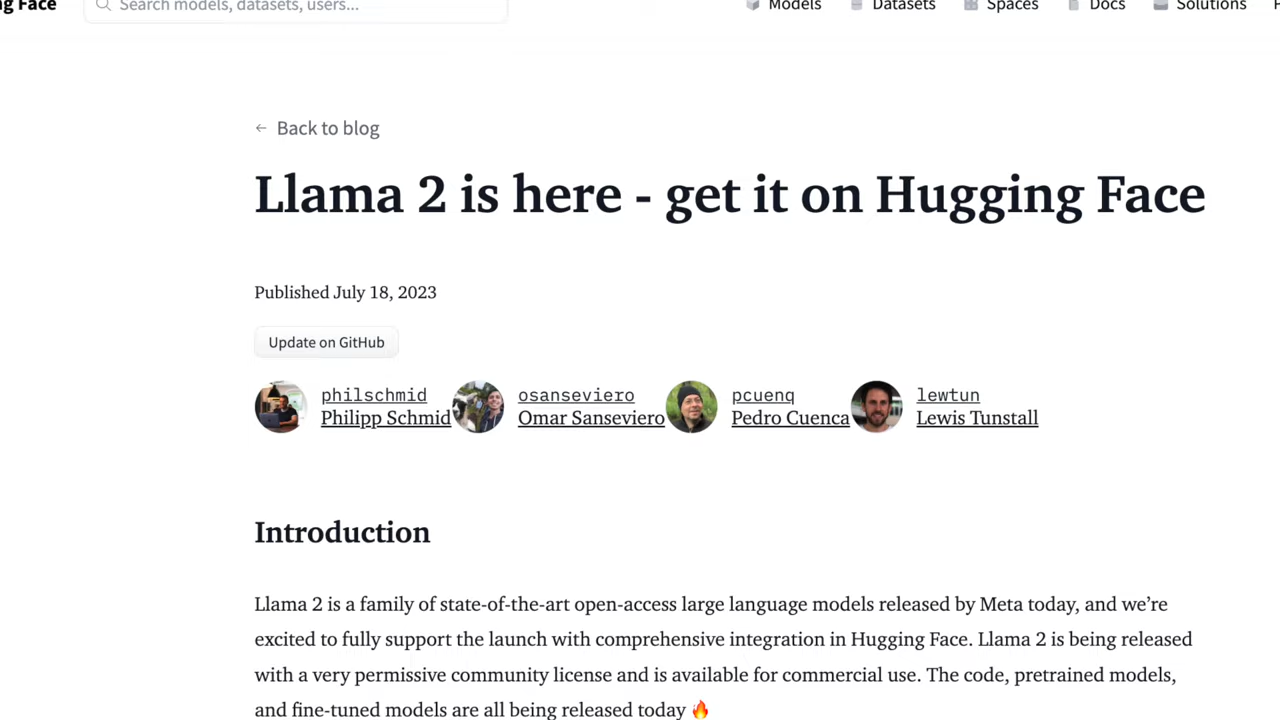 ng Face Search models, datasets, users... Models Datasets Spaces Docs Solutions
← Back to blog
Llama 2 is here - get it on Hugging Face
Published July 18, 2023
Update on GitHub
philschmid osanseviero pcuenq lewtun
Philipp Schmid Omar Sanseviero Pedro Cuenca Lewis Tunstall
Introduction
Llama 2 is a family of state-of-the-art open-access large language models released by Meta today, and we’re
excited to fully support the launch with comprehensive integration in Hugging Face. Llama 2 is being released
with a very permissive community license and is available for commercial use. The code, pretrained models,
and fine-tuned models are all being released today 🔥